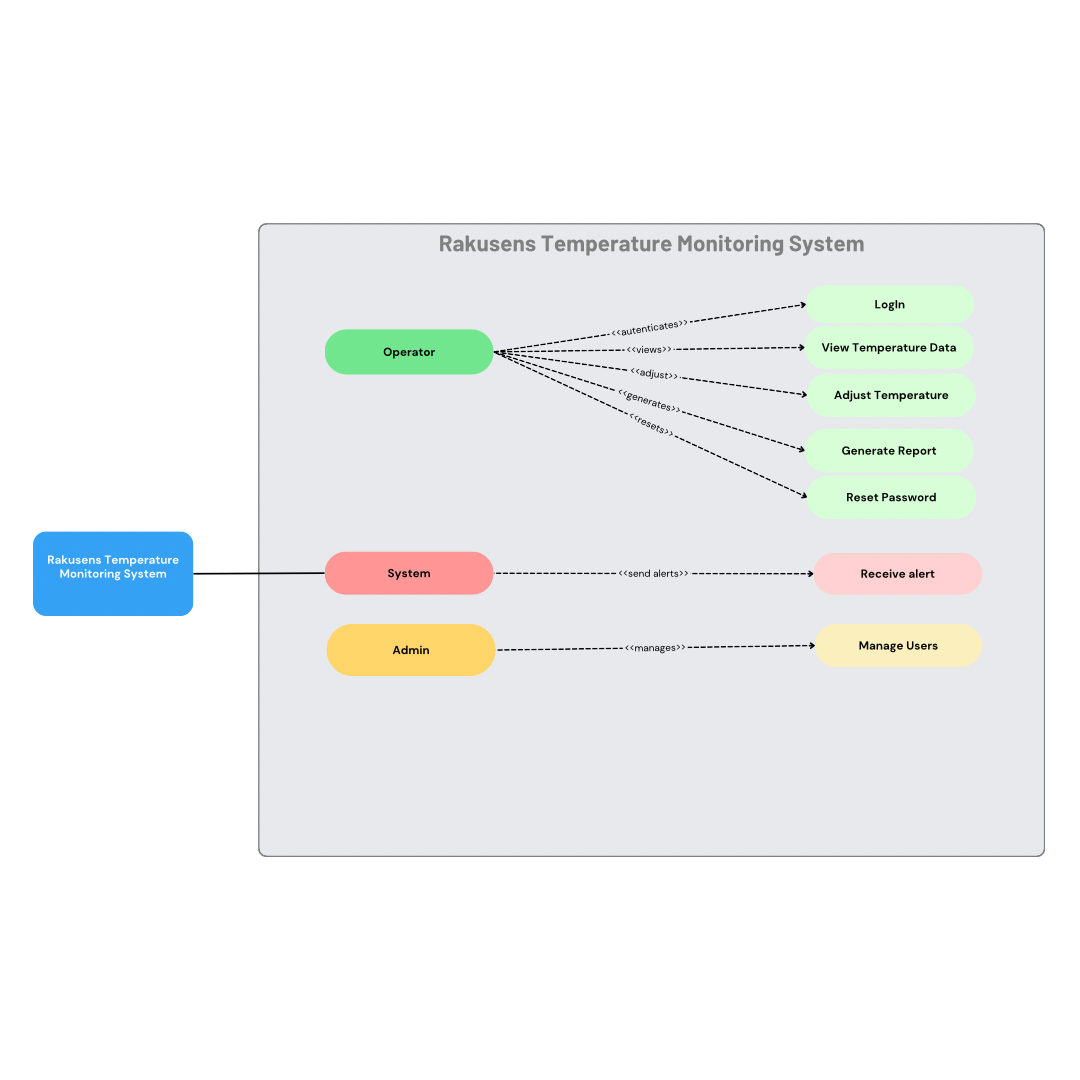 Rakusens Temperature Monitoring System
LogIn
<<autenticates>>
Operator
<<views>>
View Temperature Data
<<adjust>>
Adjust Temperature
<<generates>>
<<resets>>
Generate Report
Reset Password
Rakusens Temperature
Monitoring System
System
<<send alerts>>
Receive alert
Admin
<<manages>>
Manage Users